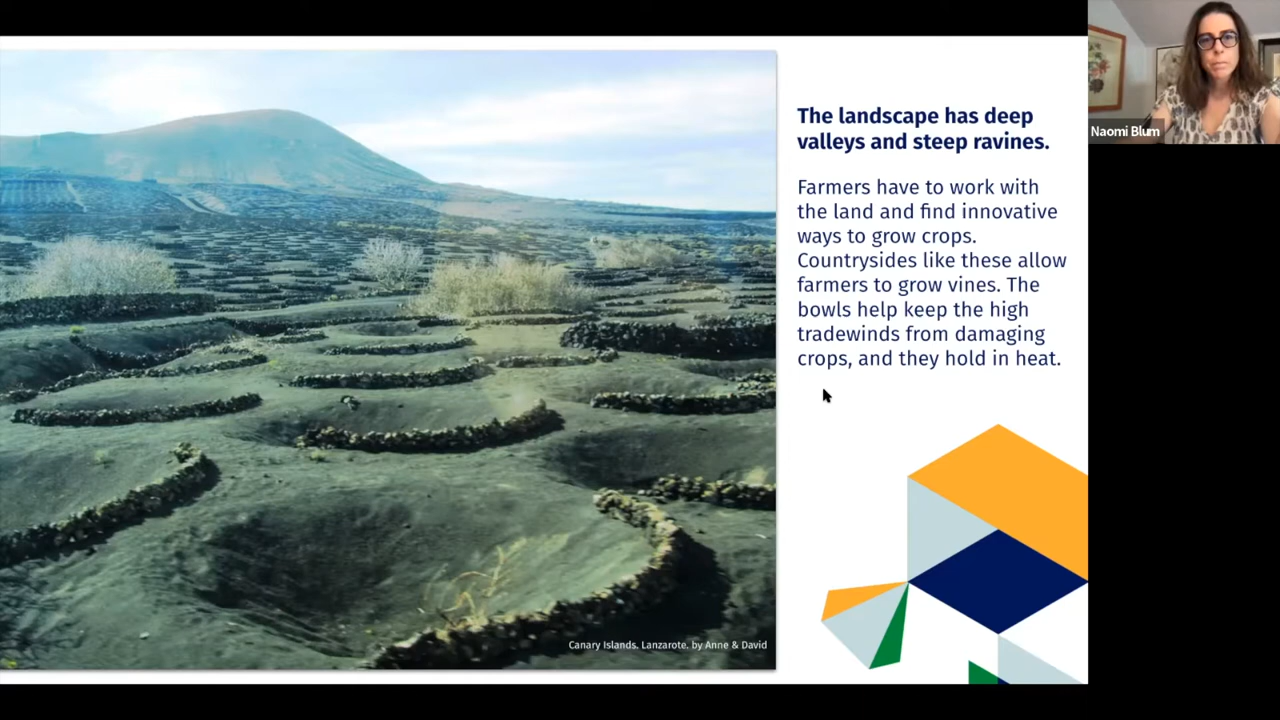 The landscape has deep
valleys and steep ravines.
Farmers have to work with
the land and find innovative
ways to grow crops.
Countrysides like these allow
farmers to grow vines. The
bowls help keep the high
tradewinds from damaging
crops, and they hold in heat.
Canary Islands. Lanzarote. by Anne & David
Naomi Blum